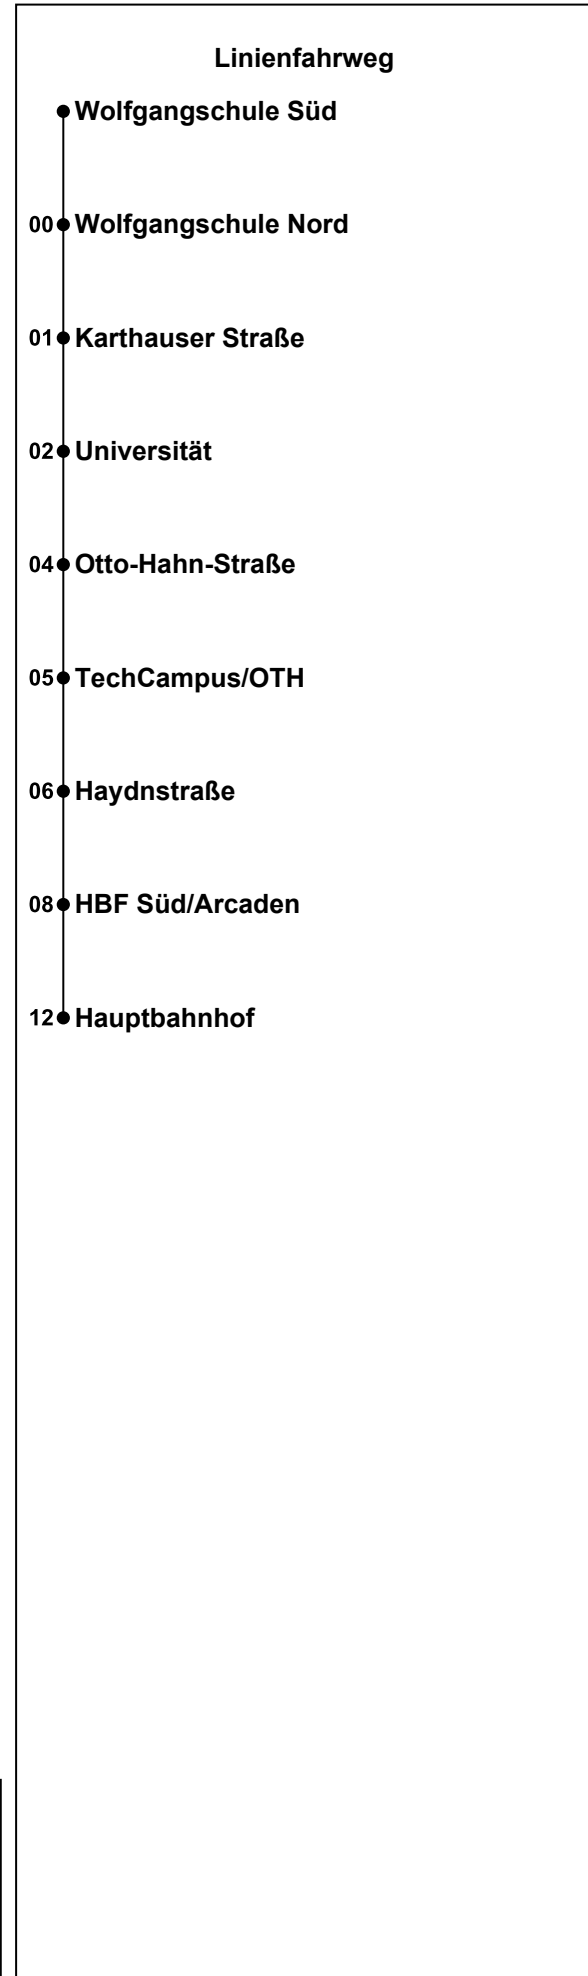 Linienfahrweg
Wolfgangschule Süd
00 Wolfgangschule Nord
01 Karthauser Straße
02 Universität
04 Otto-Hahn-Straße
05 TechCampus/OTH
06 Haydnstraße
08 HBF Süd/Arcaden
12 Hauptbahnhof